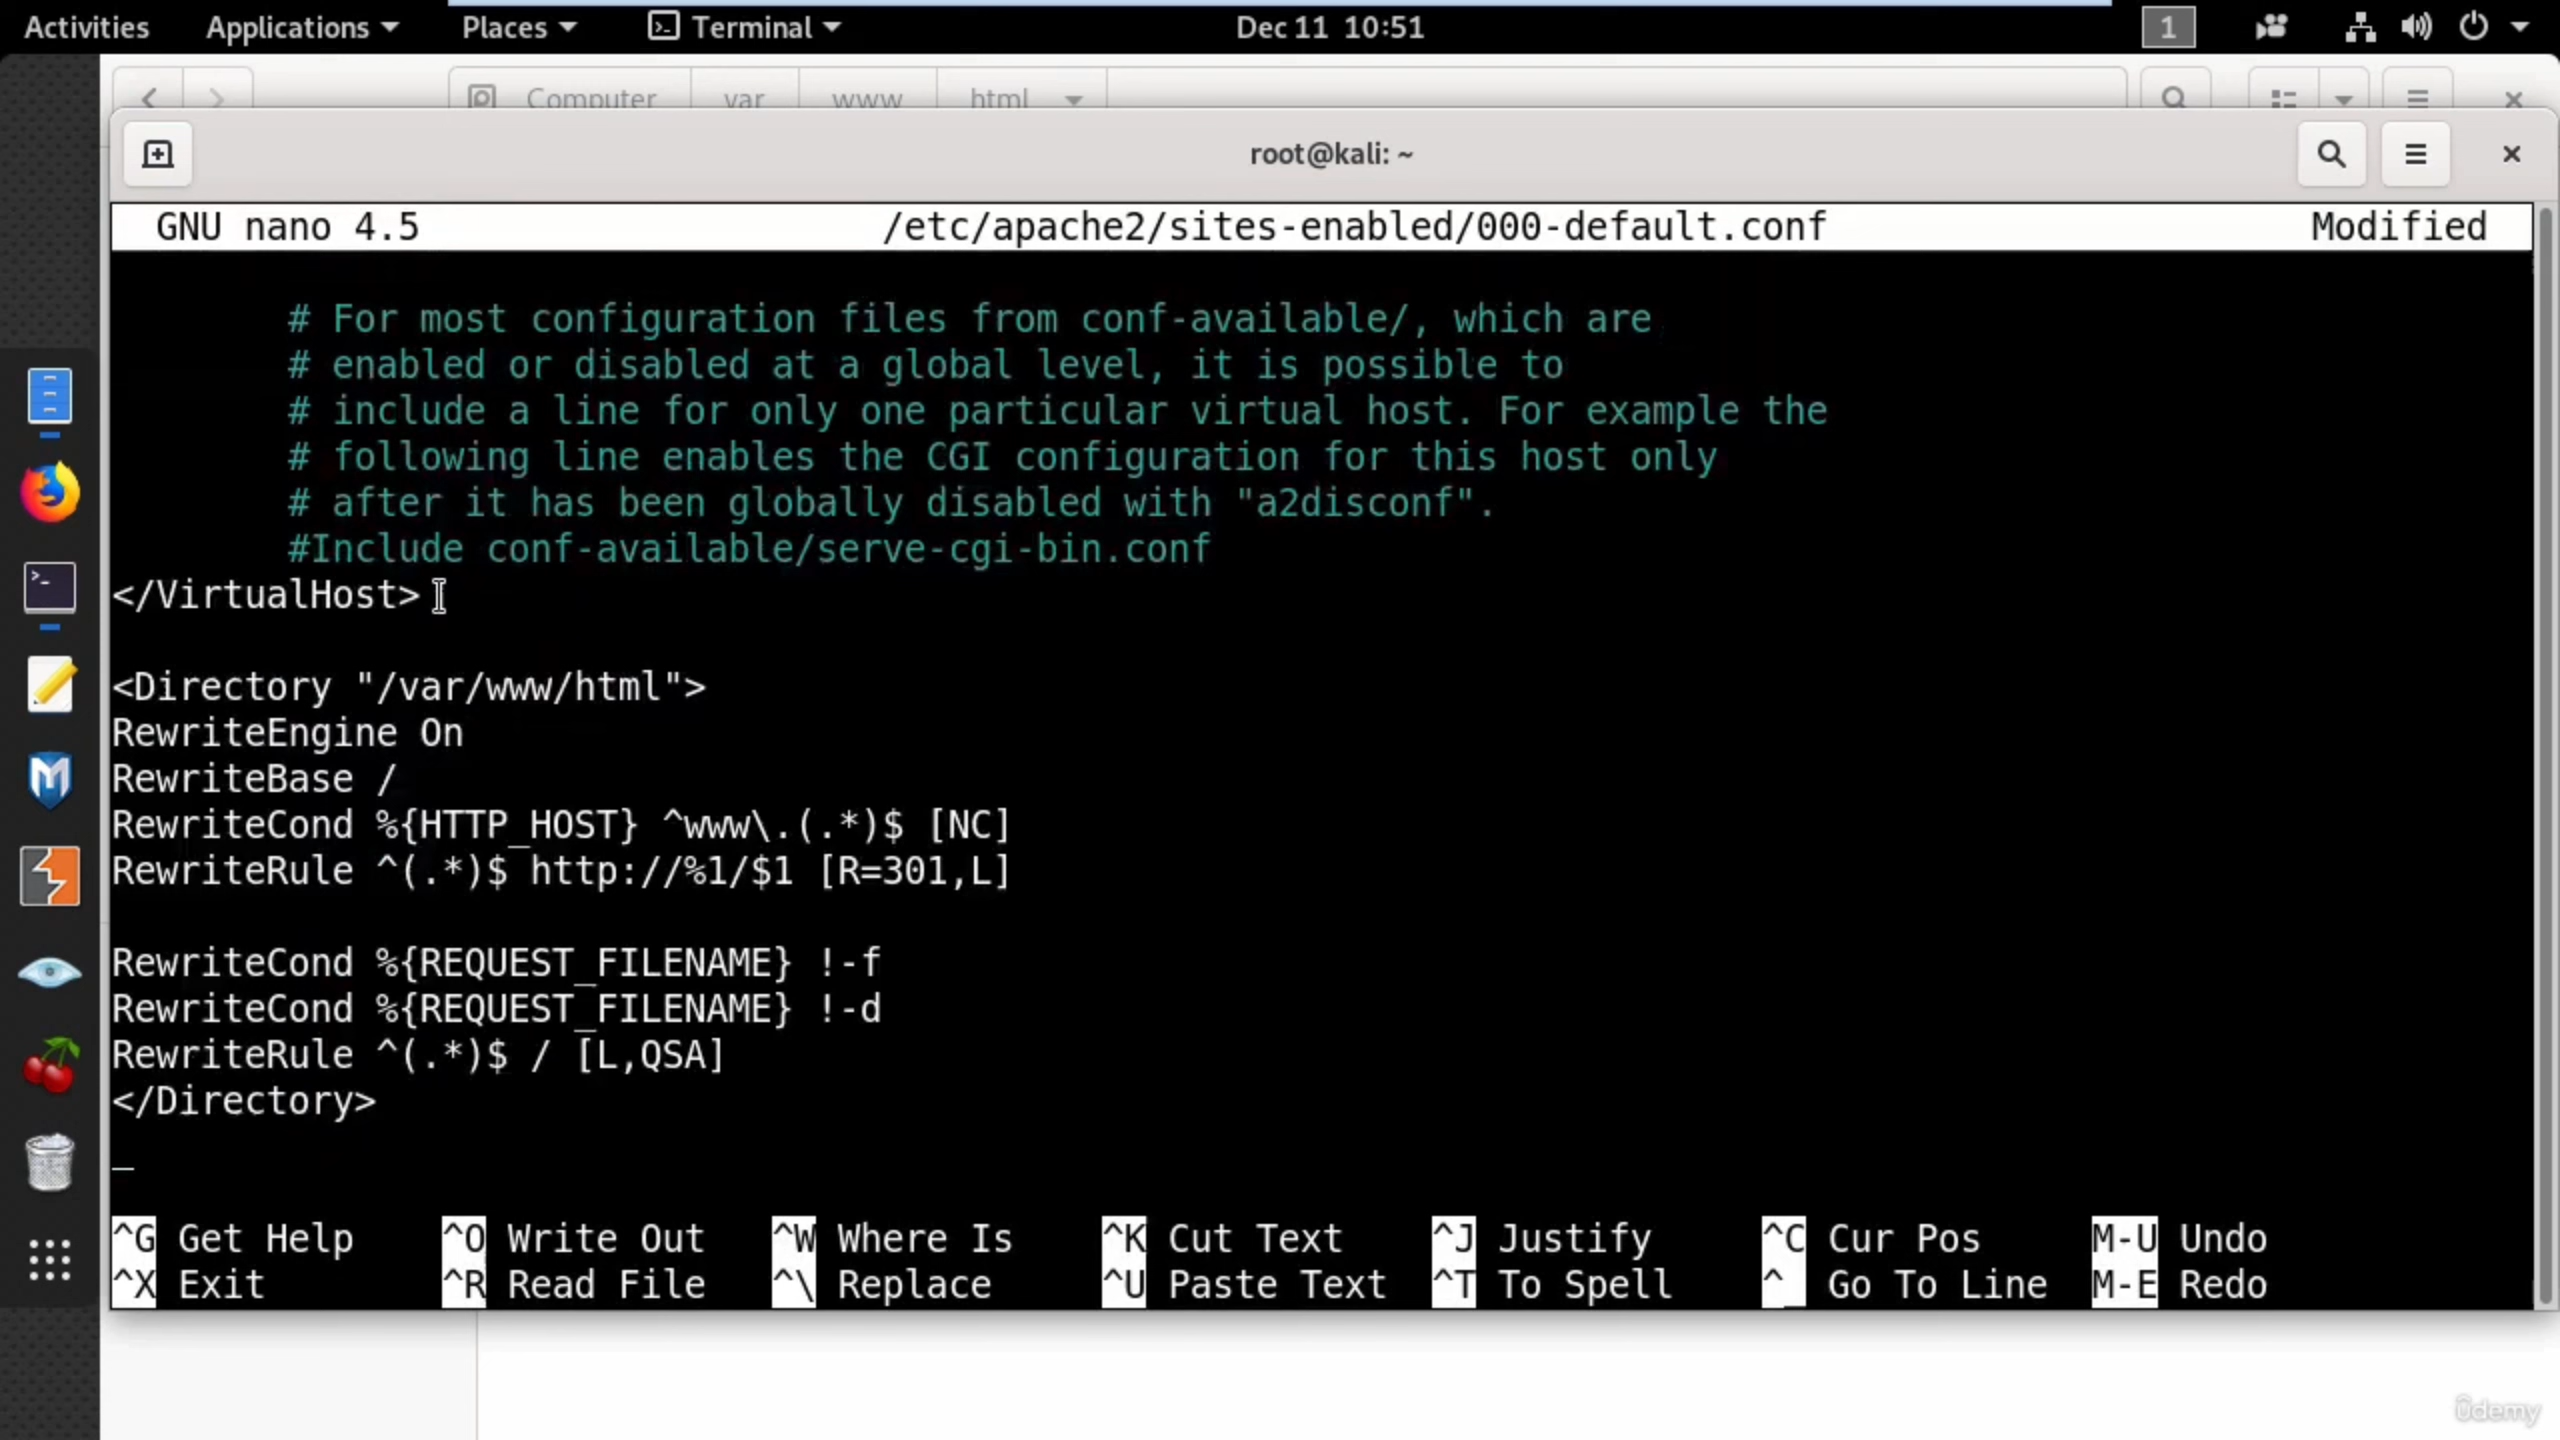 Activities Applications Places Terminal Dec 11 10:51 1
Computer var www html
root@kali: ~
GNU nano 4.5 /etc/apache2/sites-enabled/000-default.conf Modified
# For most configuration files from conf-available/, which are
# enabled or disabled at a global level, it is possible to
# include a line for only one particular virtual host. For example the
# following line enables the CGI configuration for this host only
# after it has been globally disabled with "a2disconf".
#Include conf-available/serve-cgi-bin.conf
</VirtualHost>
<Directory "/var/www/html">
RewriteEngine On
RewriteBase /
RewriteCond %{HTTP_HOST} ^www\.(.*)$ [NC]
RewriteRule ^(.*)$ http://%1/$1 [R=301,L]
RewriteCond %{REQUEST_FILENAME} !-f
RewriteCond %{REQUEST_FILENAME} !-d
RewriteRule ^(.*)$ / [L,QSA]
</Directory>
^G Get Help ^O Write Out ^W Where Is ^K Cut Text ^J Justify ^C Cur Pos M-U Undo
^X Exit ^R Read File ^\ Replace ^U Paste Text ^T To Spell ^_ Go To Line M-E Redo
ûdemy